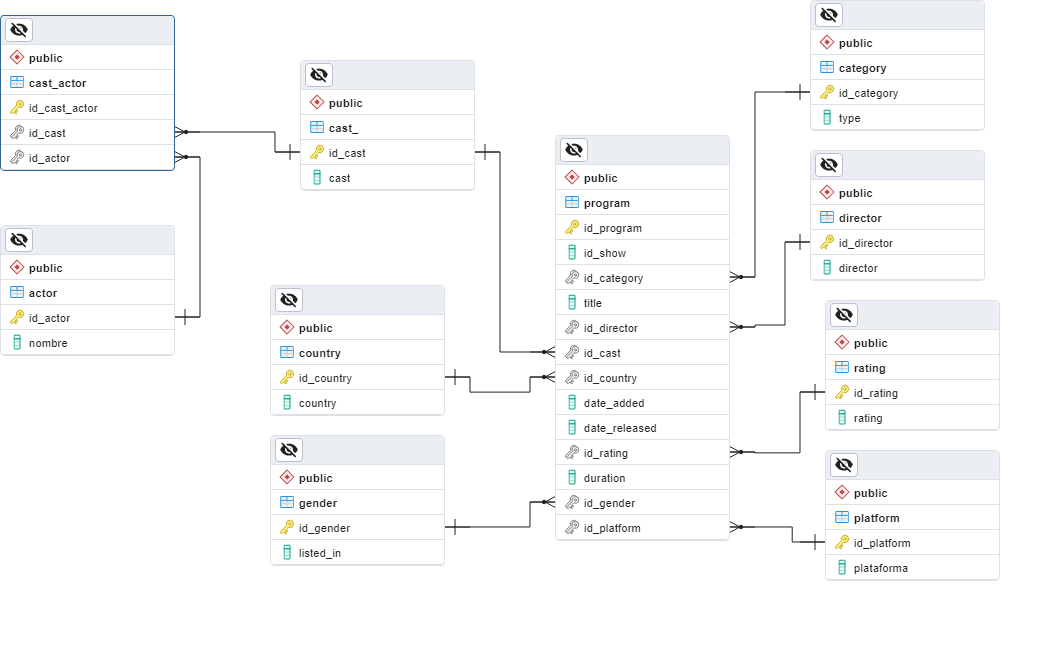 public
cast_actor
id_cast_actor
id_cast
id_actor
public
actor
id_actor
nombre
public
cast_
id_cast
cast
public
country
id_country
country
public
gender
id_gender
listed_in
public
program
id_program
id_show
id_category
title
id_director
id_cast
id_country
date_added
date_released
id_rating
duration
id_gender
id_platform
public
category
id_category
type
public
director
id_director
director
public
rating
id_rating
rating
public
platform
id_platform
plataforma